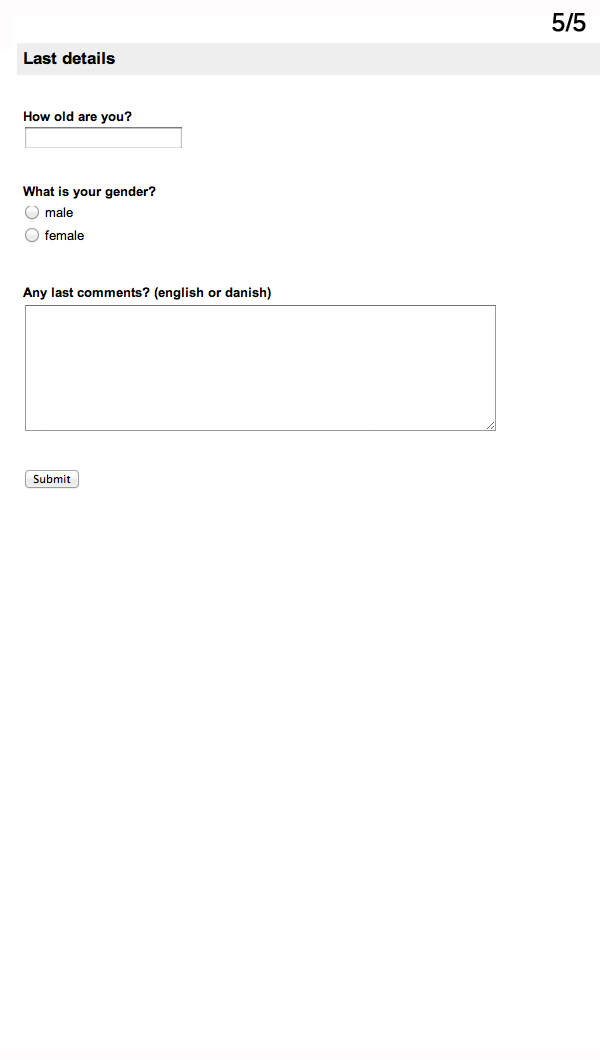 5/5
Last details
How old are you?
What is your gender?
male
female
Any last comments? (english or danish)
Submit